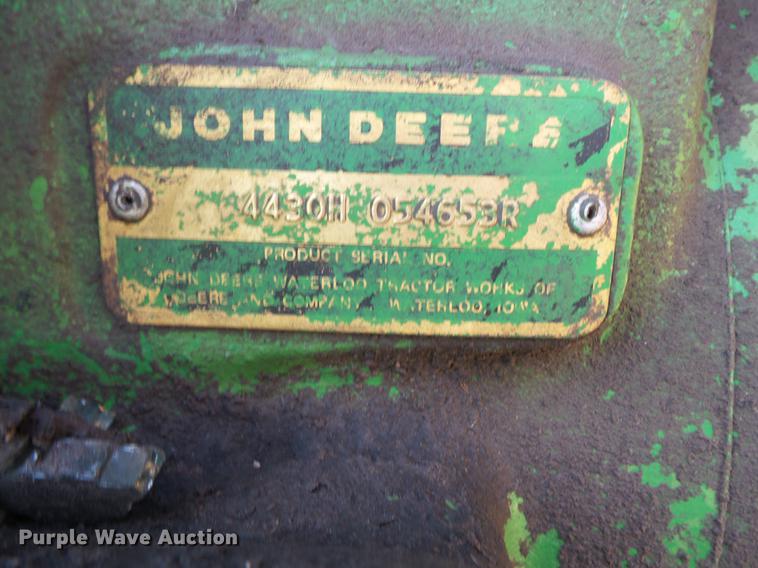 JOHN DEERE
4430H 054653R
PRODUCT SERIAL NO.
JOHN DEERE WATERLOO TRACTOR WORKS OF
DEERE AND COMPANY WATERLOO, IOWA
Purple Wave Auction